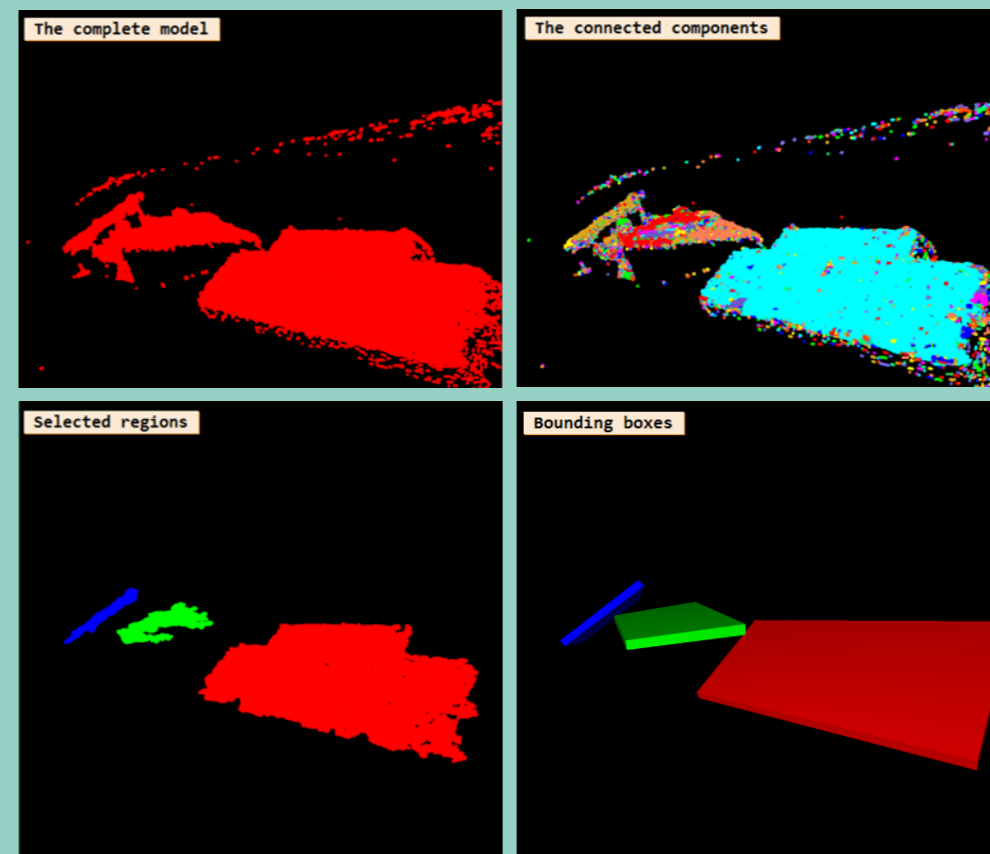 The complete model
The connected components
Selected regions
Bounding boxes